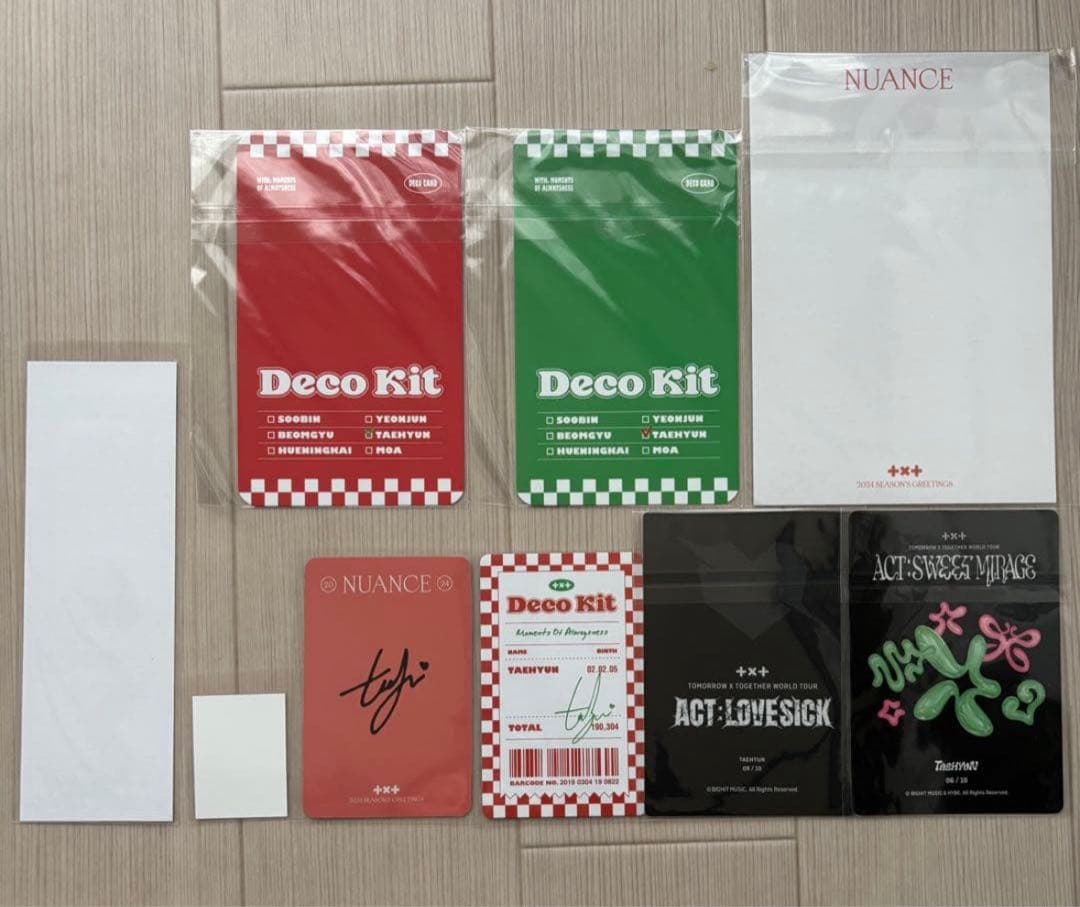 WITH: MOMENTS
OF ALWAYSNESS
DECO CARD
Deco Kit
SOOBIN
YEONJUN
BEOMGYU
TAEHYUN
HUENINGKAI
MOA
WITH: MOMENTS
OF ALWAYSNESS
DECO CARD
Deco Kit
SOOBIN
YEONJUN
BEOMGYU
TAEHYUN
HUENINGKAI
MOA
NUANCE
2024 SEASON'S GREETINGS
20 NUANCE 24
2024 SEASON'S GREETINGS
Deco Kit
Moments Of Alwaysness
NAME BIRTH
TAEHYUN 02.02.05
TOTAL 190,304
BARCODE NO. 2019 0304 19 0822
TOMORROW X TOGETHER WORLD TOUR
ACT:LOVESICK
TAEHYUN
© BIGHIT MUSIC. All Rights Reserved.
TOMORROW X TOGETHER WORLD TOUR
ACT:SWEET MIRAGE
TAEHYUN
06 / 10
© BIGHIT MUSIC & HYBE. All Rights Reserved.